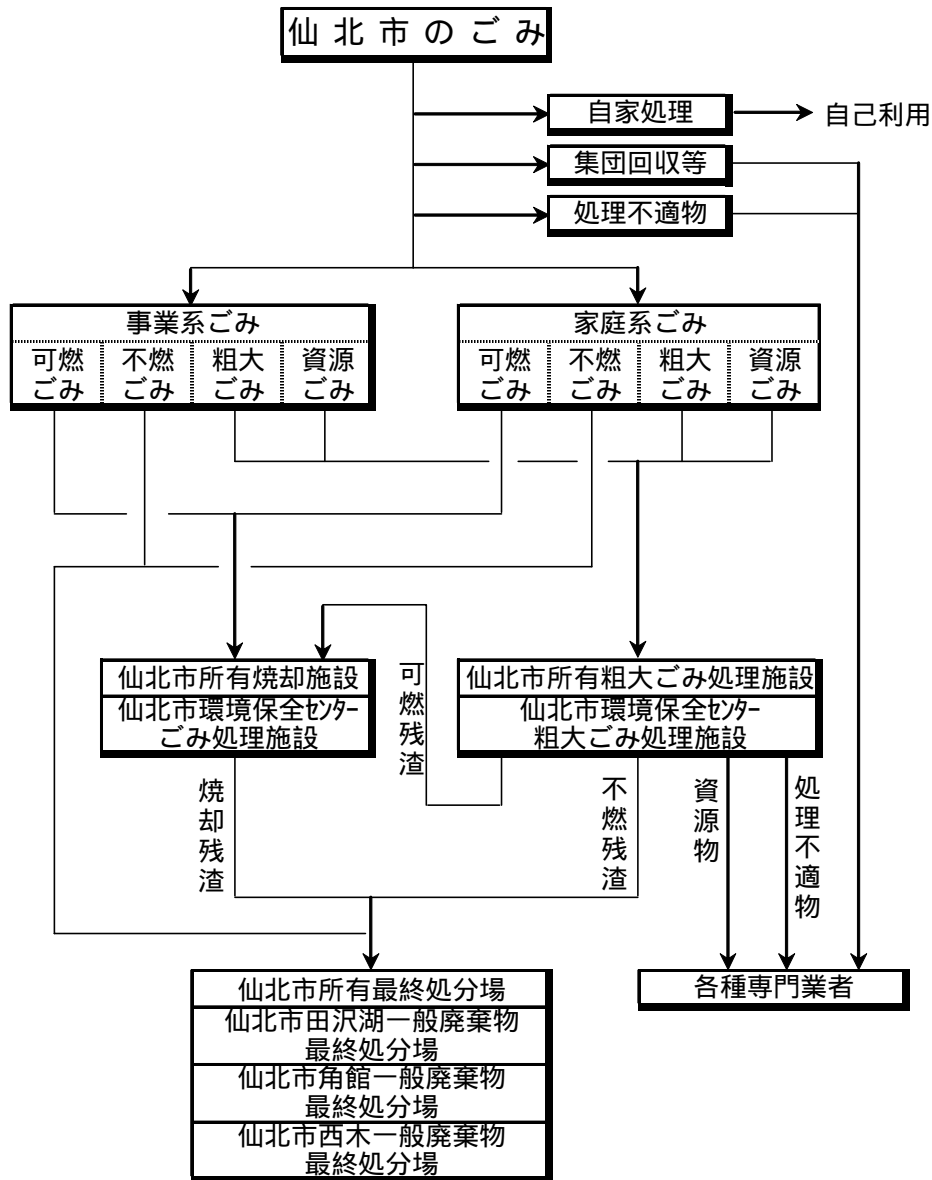 仙北市のごみ
自家処理
自己利用
集団回収等
処理不適物
事業系ごみ
可燃
ごみ
不燃
ごみ
粗大
ごみ
資源
ごみ
家庭系ごみ
可燃
ごみ
不燃
ごみ
粗大
ごみ
資源
ごみ
仙北市所有焼却施設
仙北市環境保全センター
ごみ処理施設
可燃残渣
仙北市所有粗大ごみ処理施設
仙北市環境保全センター
粗大ごみ処理施設
焼却残渣
不燃残渣
資源物
処理不適物
仙北市所有最終処分場
仙北市田沢湖一般廃棄物
最終処分場
仙北市角館一般廃棄物
最終処分場
仙北市西木一般廃棄物
最終処分場
各種専門業者